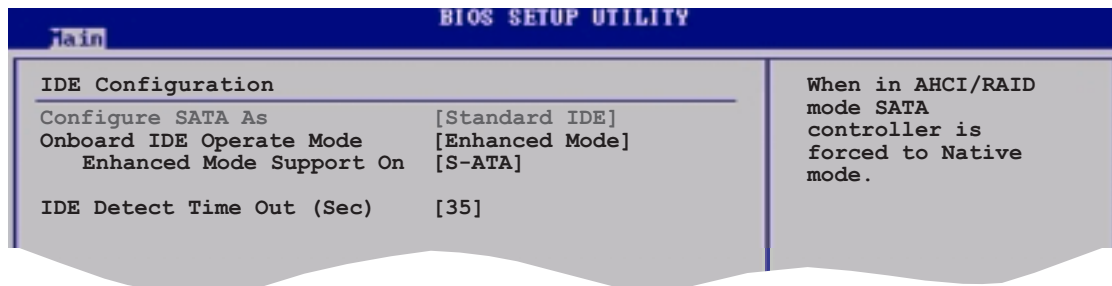 BIOS SETUP UTILITY
Main
IDE Configuration
Configure SATA As [Standard IDE]
Onboard IDE Operate Mode [Enhanced Mode]
Enhanced Mode Support On [S-ATA]
IDE Detect Time Out (Sec) [35]
When in AHCI/RAID
mode SATA
controller is
forced to Native
mode.